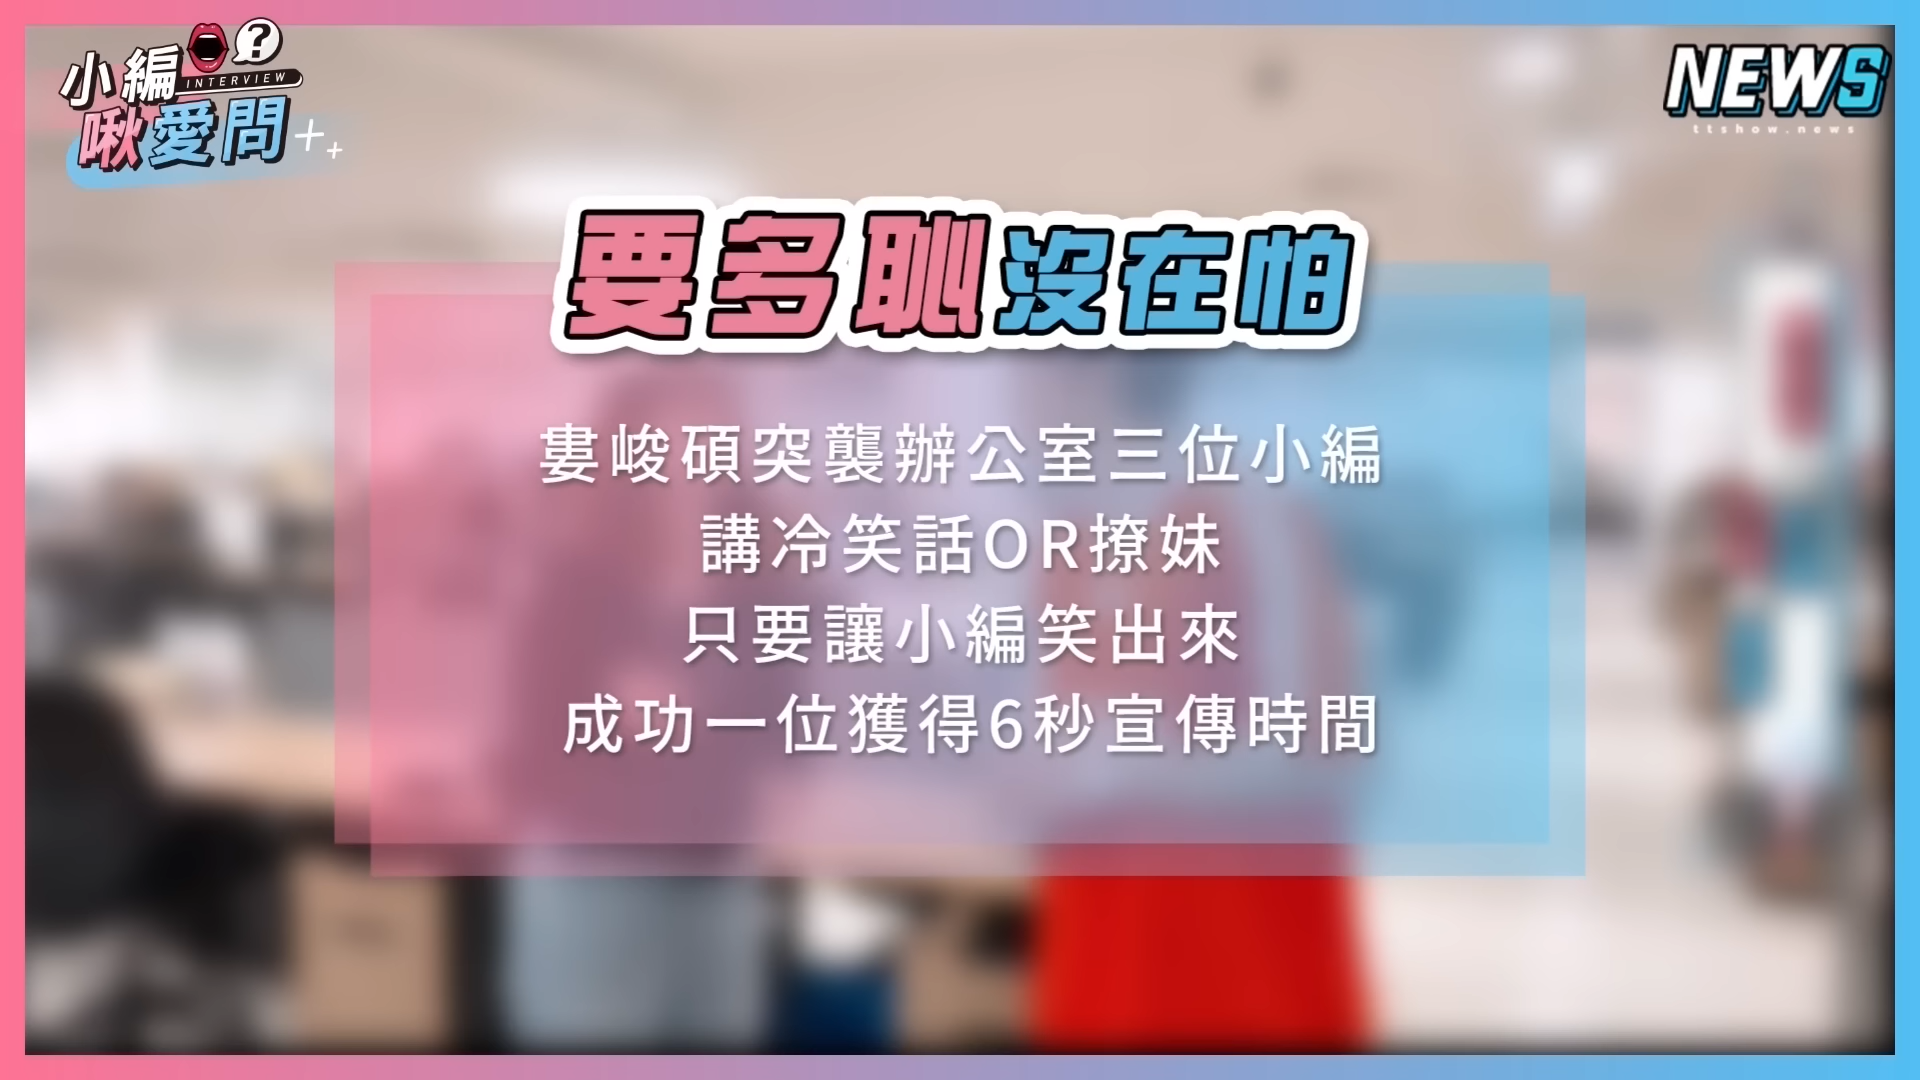 小編
?
INTERVIEW
啾愛問
NEWS
ttshow.news
要多恥沒在怕
婁峻碩突襲辦公室三位小編
講冷笑話OR撩妹
只要讓小編笑出來
成功一位獲得6秒宣傳時間